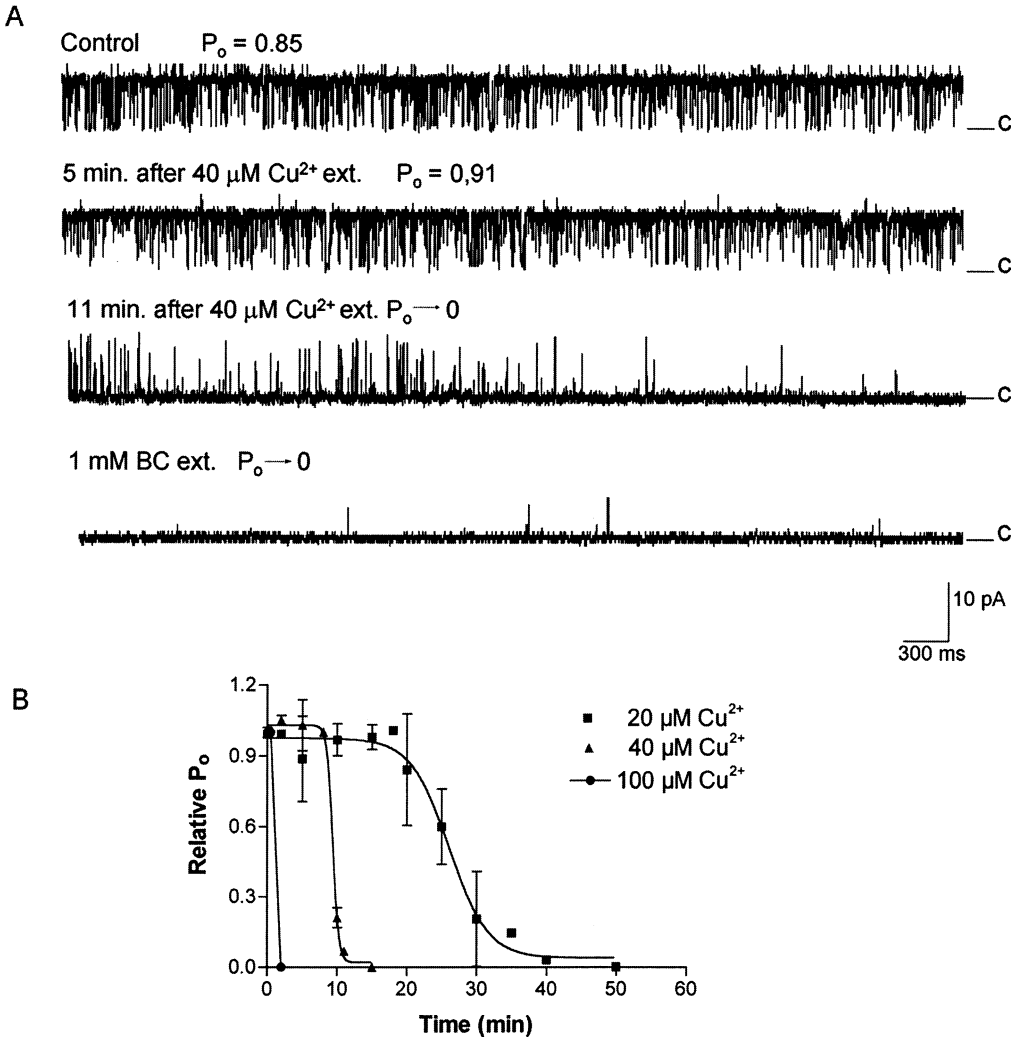 A
Control Pₒ = 0.85
C
5 min. after 40 µM Cu²⁺ ext. Pₒ = 0,91
C
11 min. after 40 µM Cu²⁺ ext. Pₒ → 0
C
1 mM BC ext. Pₒ → 0
C
10 pA
300 ms
B
1.2
0.9
0.6
0.3
0.0
Relative Pₒ
0 10 20 30 40 50 60
Time (min)
20 µM Cu²⁺
40 µM Cu²⁺
100 µM Cu²⁺